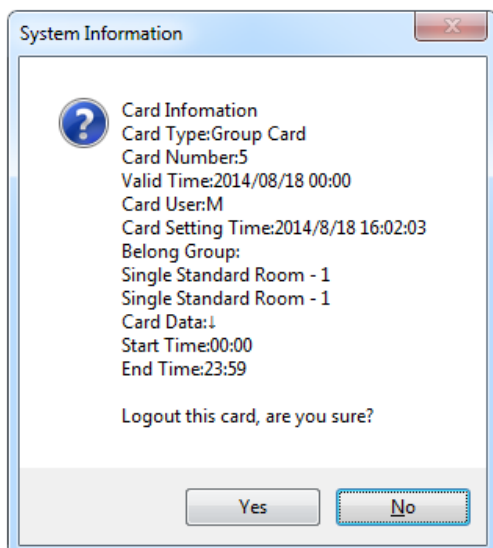 System Information
Card Infomation
Card Type:Group Card
Card Number:5
Valid Time:2014/08/18 00:00
Card User:M
Card Setting Time:2014/8/18 16:02:03
Belong Group:
Single Standard Room - 1
Single Standard Room - 1
Card Data:↓
Start Time:00:00
End Time:23:59
Logout this card, are you sure?
Yes
No